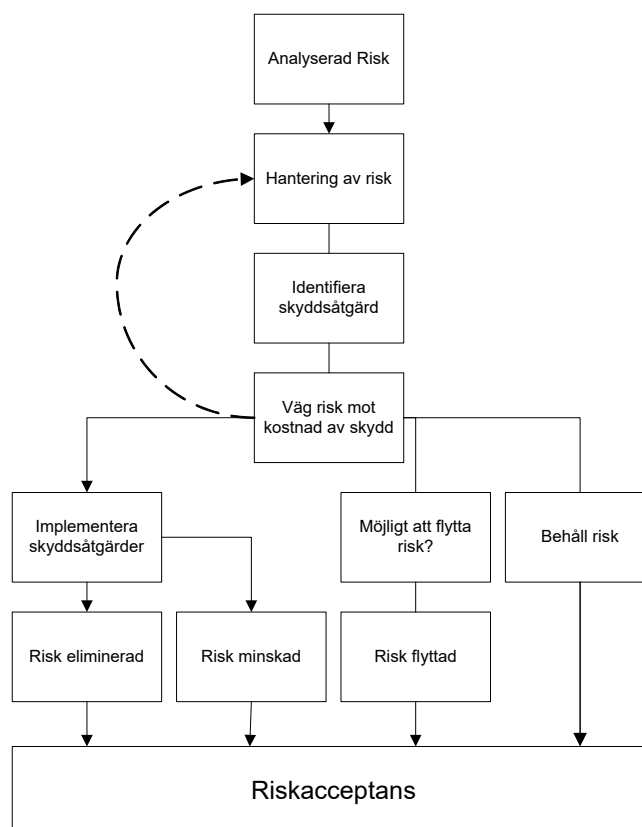 Analyserad Risk
Hantering av risk
Identifiera
skyddsåtgärd
Väg risk mot
kostnad av skydd
Implementera
skyddsåtgärder
Möjligt att flytta
risk?
Behåll risk
Risk eliminerad
Risk minskad
Risk flyttad
Riskacceptans